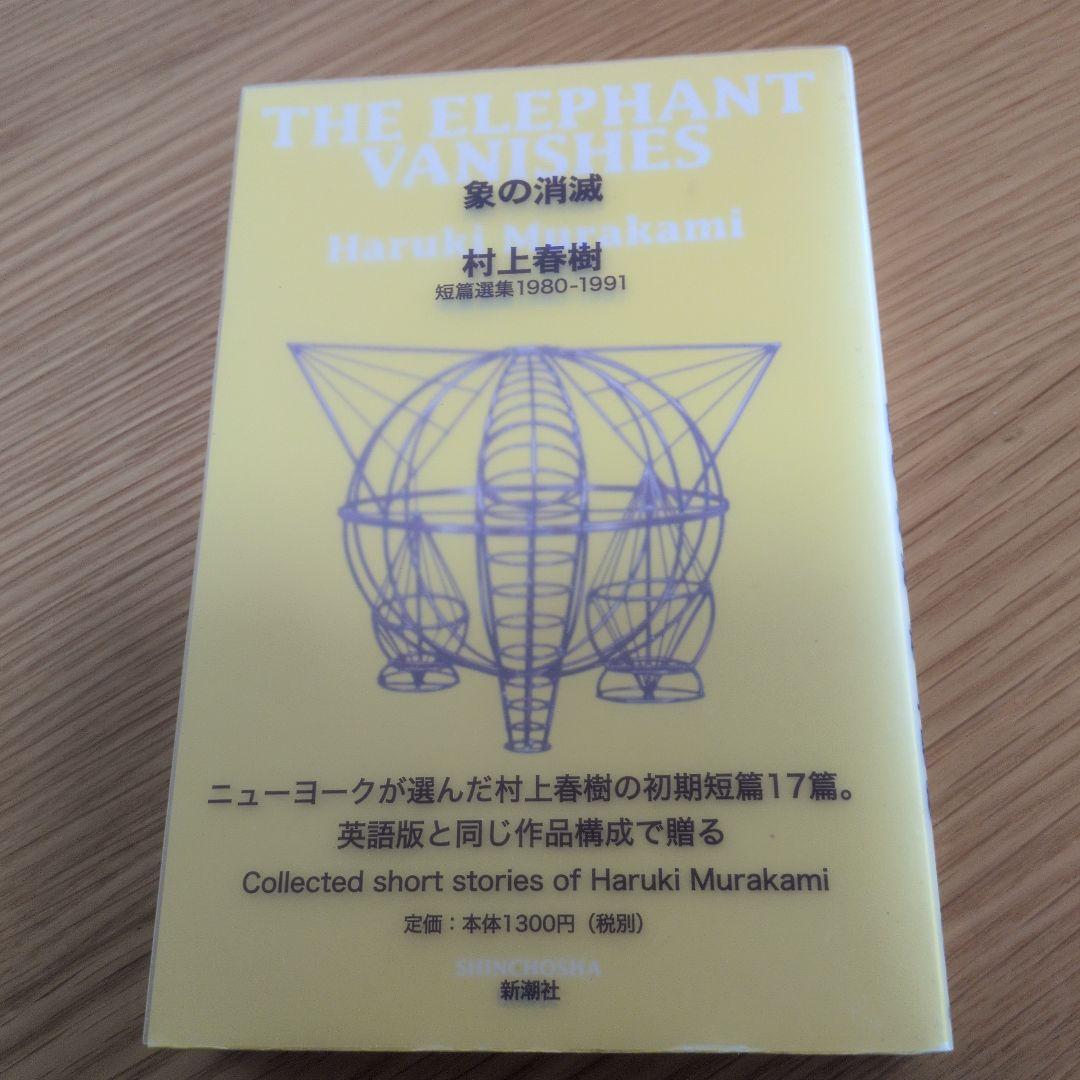 THE ELEPHANT
VANISHES
象の消滅
Haruki Murakami
村上春樹
短篇選集1980-1991
ニューヨークが選んだ村上春樹の初期短篇17篇。
英語版と同じ作品構成で贈る
Collected short stories of Haruki Murakami
定価：本体1300円（税別）
SHINCHOSHA
新潮社